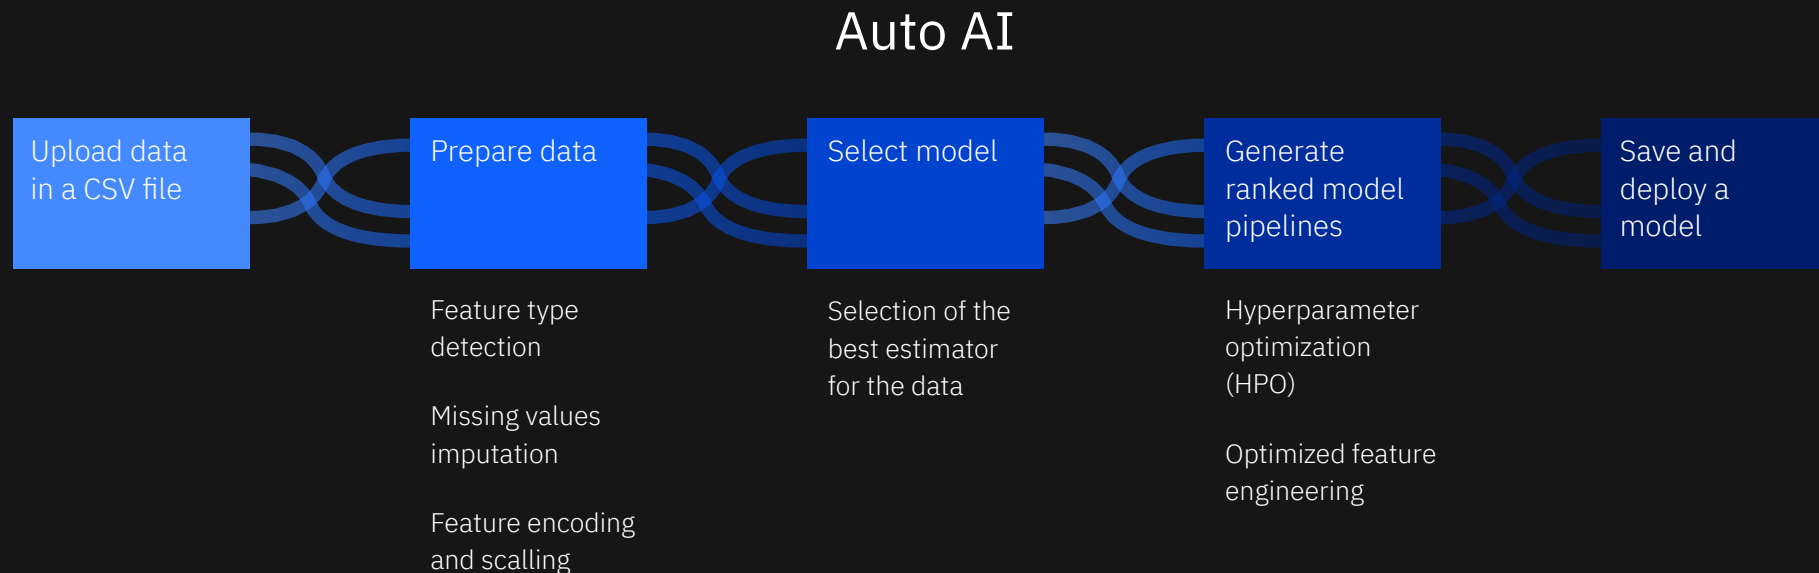 Auto AI
Upload data
in a CSV file
Prepare data
Feature type
detection
Missing values
imputation
Feature encoding
and scalling
Select model
Selection of the
best estimator
for the data
Generate
ranked model
pipelines
Hyperparameter
optimization
(HPO)
Optimized feature
engineering
Save and
deploy a
model